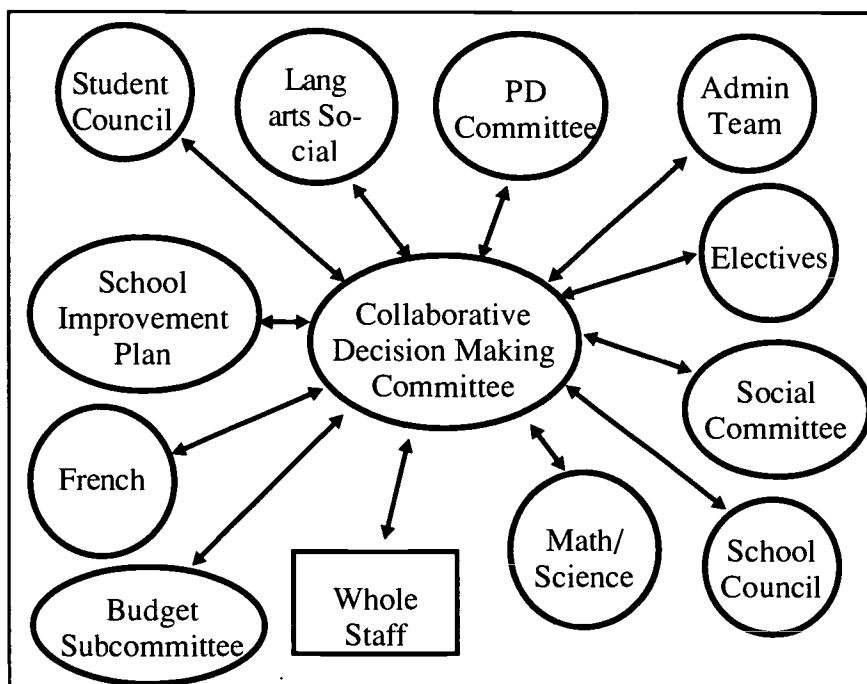 Student
Council
Lang
arts So-
cial
PD
Committee
Admin
Team
Electives
School
Improvement
Plan
Collaborative
Decision Making
Committee
Social
Committee
French
Math/
Science
School
Council
Budget
Subcommittee
Whole
Staff